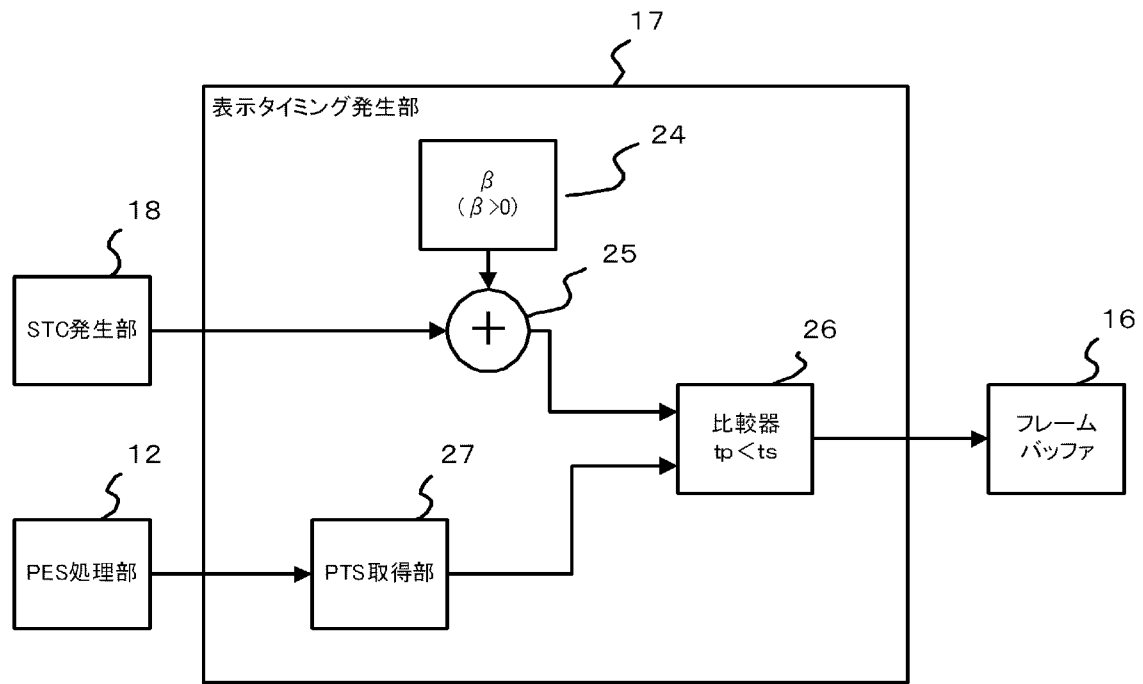 17
表示タイミング発生部
24
β
(β>0)
18
25
STC発生部
+
26
16
比較器
tp<ts
フレーム
バッファ
12
27
PES処理部
PTS取得部